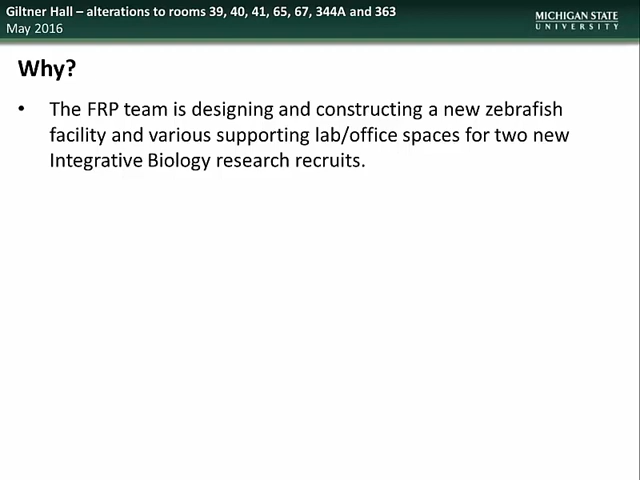 Giltner Hall – alterations to rooms 39, 40, 41, 65, 67, 344A and 363
May 2016
MICHIGAN STATE
UNIVERSITY
Why?
• The FRP team is designing and constructing a new zebrafish
facility and various supporting lab/office spaces for two new
Integrative Biology research recruits.